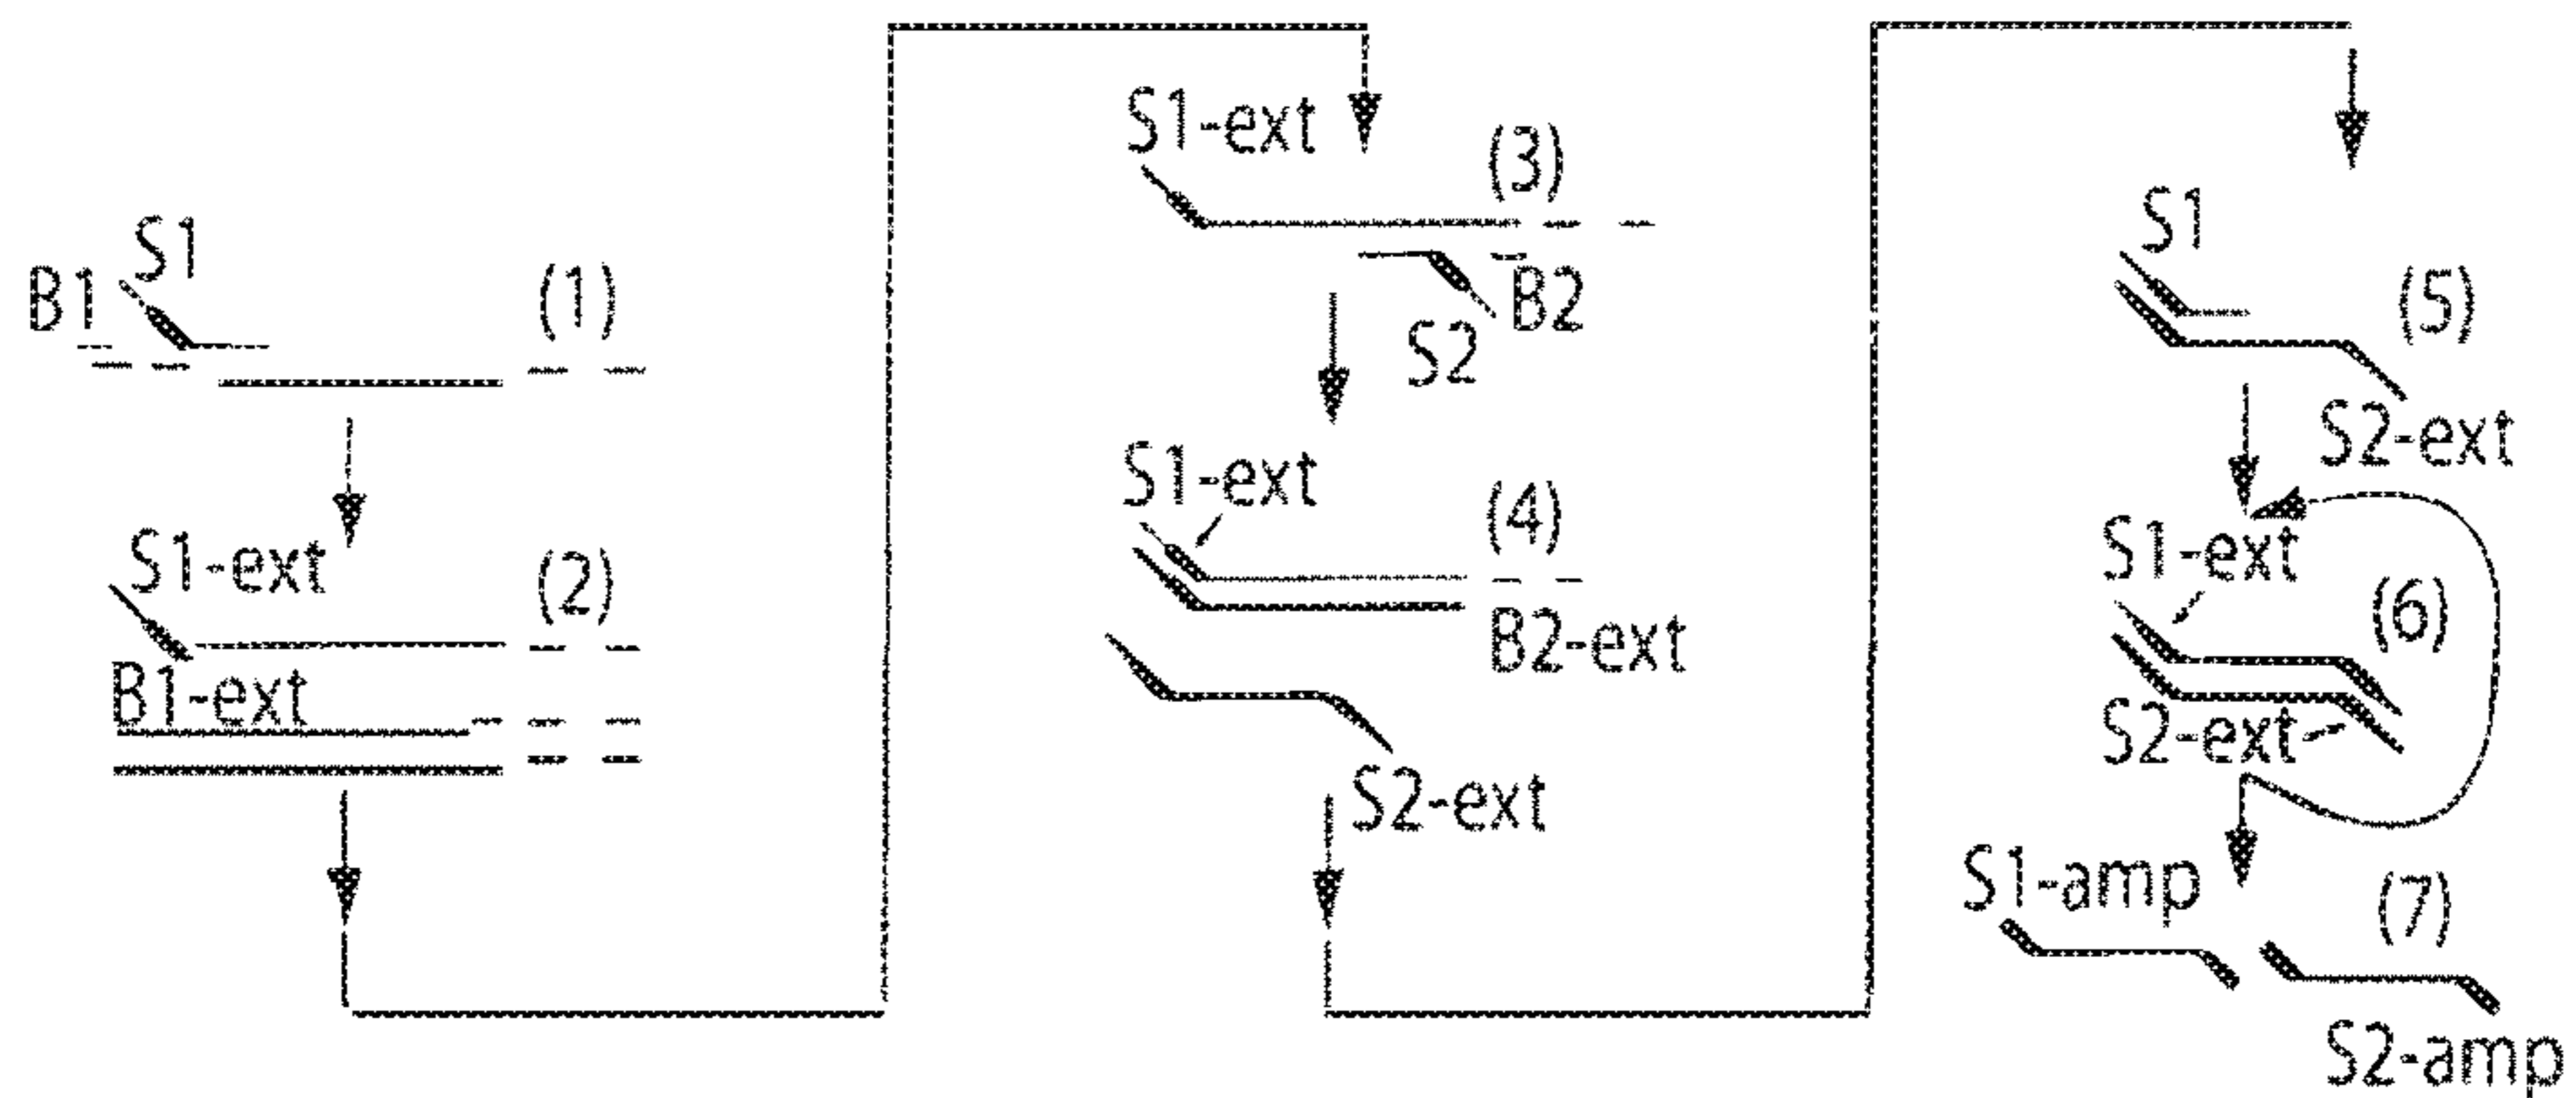 S1
B1
(1)
S1-ext
(2)
B1-ext
S1-ext
(3)
B2
S2
S1-ext
(4)
B2-ext
S2-ext
S1
(5)
S2-ext
S1-ext
(6)
S2-ext
S1-amp
(7)
S2-amp